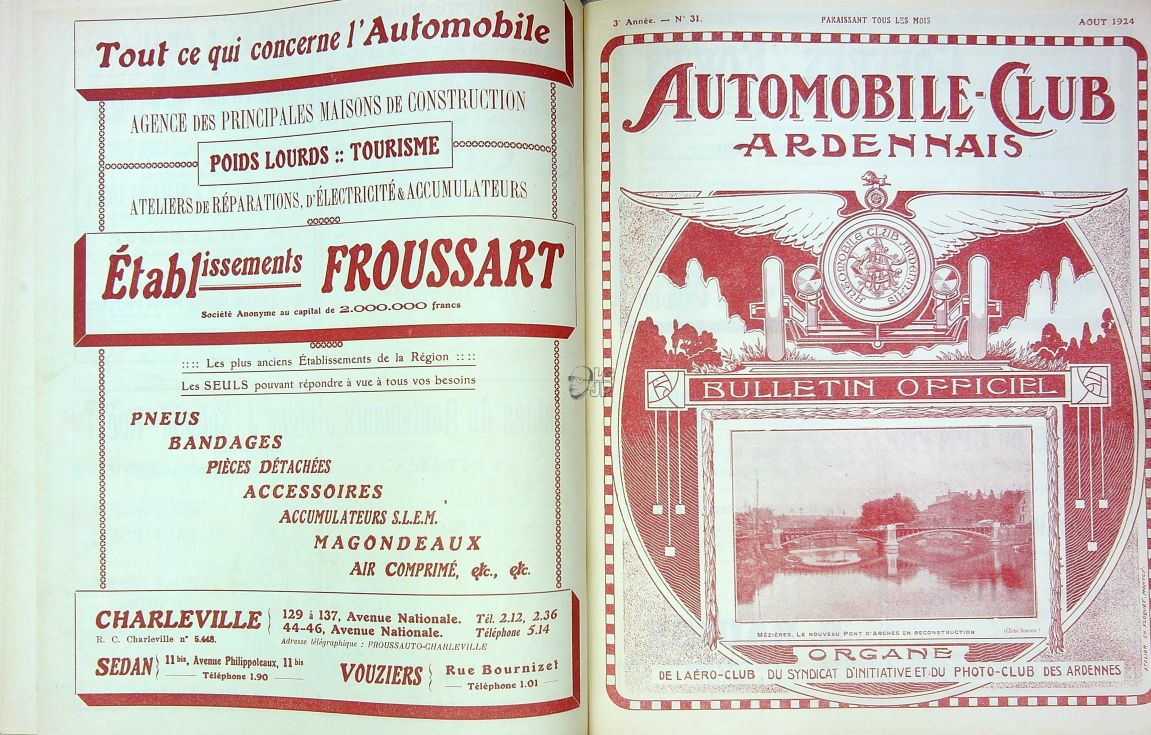 Tout ce qui concerne l'Automobile
AGENCE DES PRINCIPALES MAISONS DE CONSTRUCTION
POIDS LOURDS :: TOURISME
ATELIERS DE RÉPARATIONS, D'ÉLECTRICITÉ & ACCUMULATEURS
Établissements FROUSSART
Société Anonyme au capital de 2.000.000 francs
:::: Les plus anciens Établissements de la Région ::::
Les SEULS pouvant répondre à vue à tous vos besoins
PNEUS
BANDAGES
PIÈCES DÉTACHÉES
ACCESSOIRES
ACCUMULATEURS S.L.E.M.
MAGONDEAUX
AIR COMPRIMÉ, etc., etc.
CHARLEVILLE
R. C. Charleville n° 5.448.
129 à 137, Avenue Nationale. Tél. 2.12, 2.36
44-46, Avenue Nationale. Téléphone 5.14
Adresse télégraphique : FROUSSAUTO-CHARLEVILLE
SEDAN
11 bis, Avenue Philippoteaux, 11 bis
Téléphone 1.90
VOUZIERS
Rue Bournizet
Téléphone 1.01
3e Année. — N° 31.
PARAISSANT TOUS LES MOIS
AOUT 1924
AUTOMOBILE-CLUB
ARDENNAIS
AUTOMOBILE CLUB ARDENNAIS
BULLETIN OFFICIEL
MÉZIÈRES. LE NOUVEAU PONT D'ARCHES EN RECONSTRUCTION
ORGANE
DE L'AÉRO-CLUB DU SYNDICAT D'INITIATIVE ET DU PHOTO-CLUB DES ARDENNES